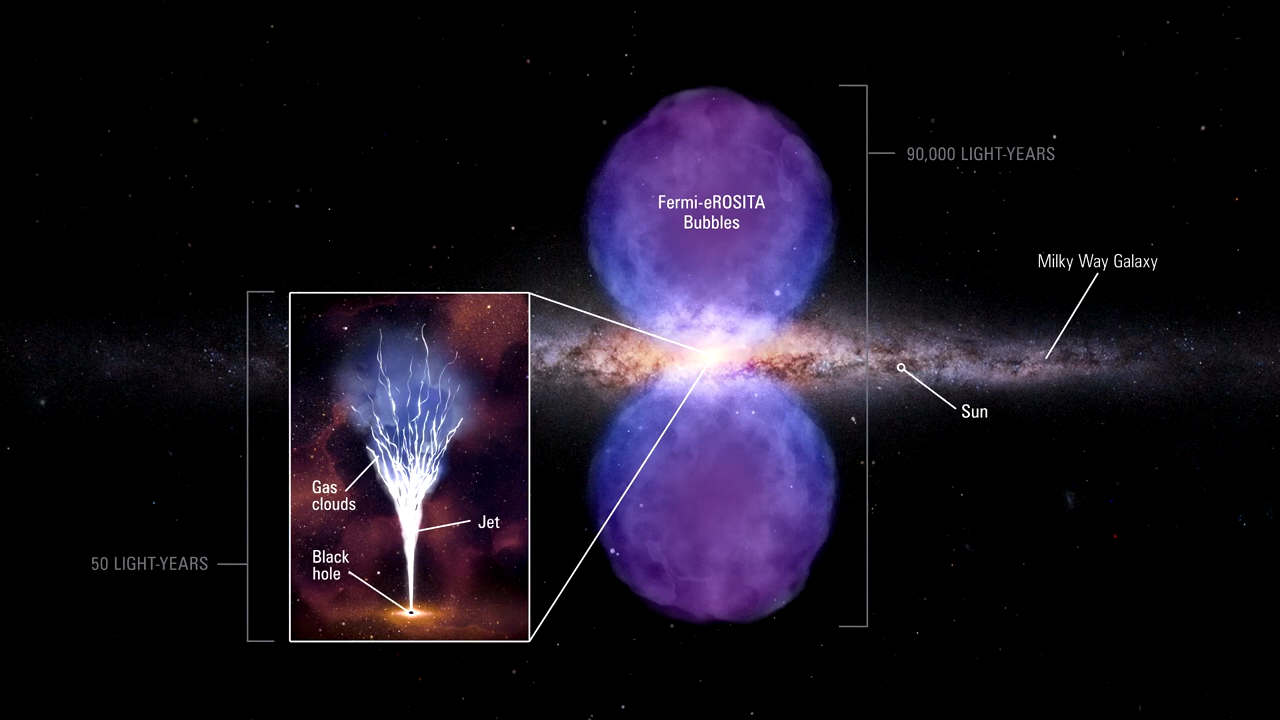 90,000 LIGHT-YEARS
Fermi-eROSITA
Bubbles
Milky Way Galaxy
Sun
Gas
clouds
Jet
Black
hole
50 LIGHT-YEARS